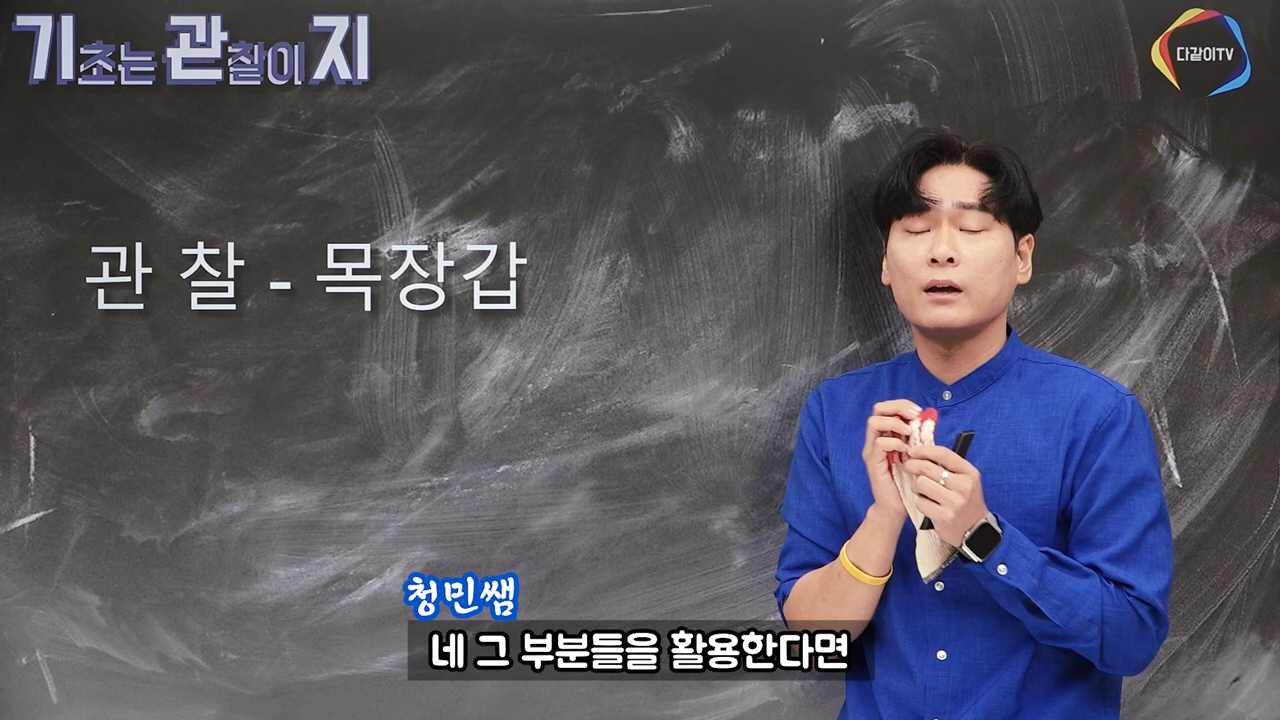 기초는 관찰이지
다같이TV
관 찰 - 목장갑
청민쌤
네 그 부분들을 활용한다면